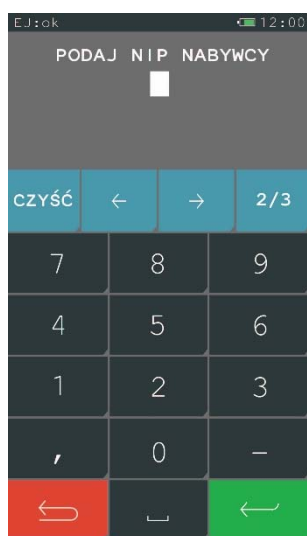 EJ:ok 12:00
PODAJ NIP NABYWCY
CZYŚĆ ← → 2/3
7 8 9
4 5 6
1 2 3
, 0 –